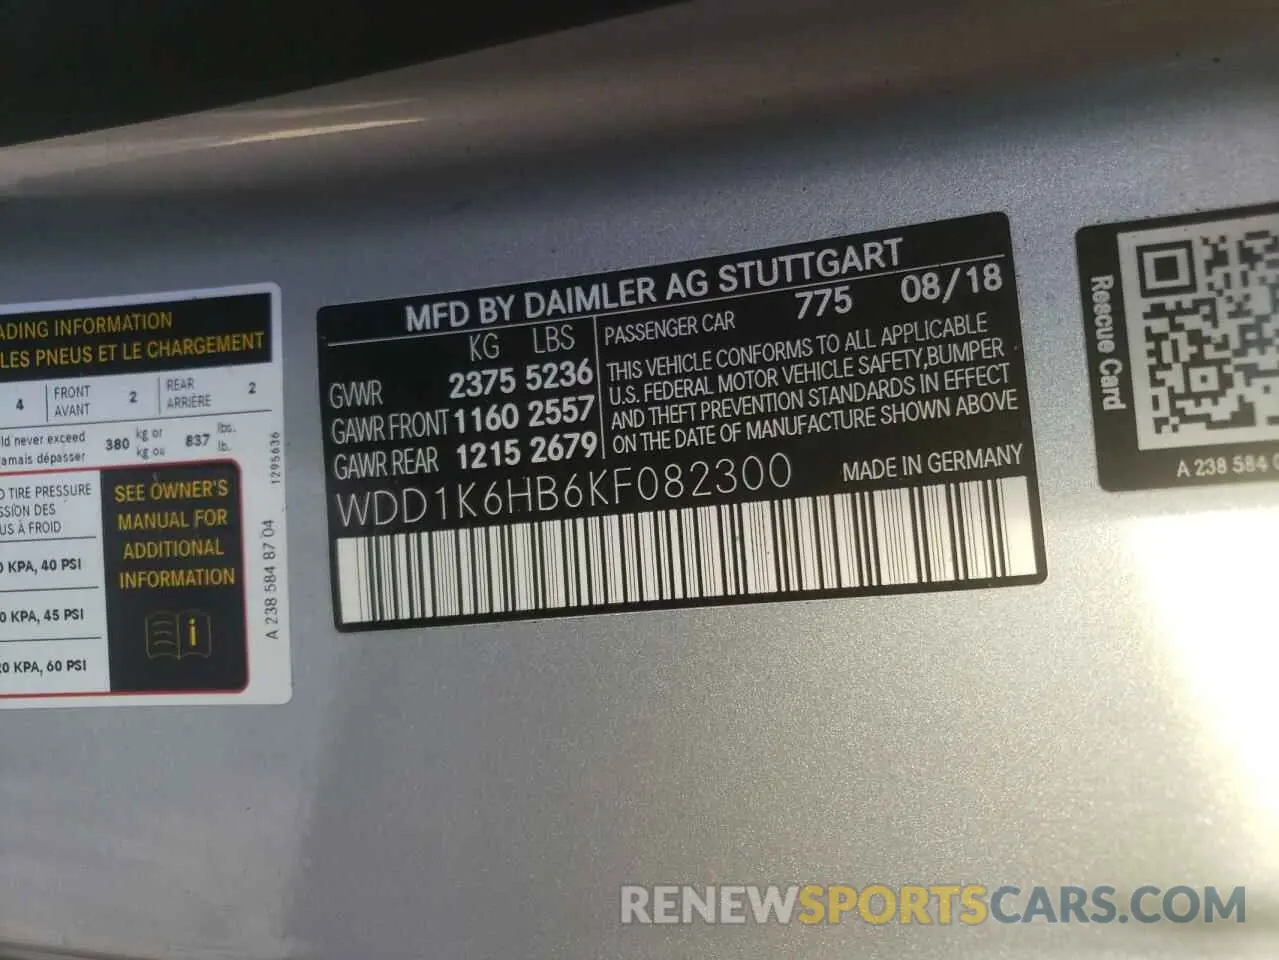 ADING INFORMATION
LES PNEUS ET LE CHARGEMENT
4 FRONT AVANT 2 REAR ARRIÈRE 2
ld never exceed
amais dépasser
380 kg or kg ou 837 lbs. lb.
D TIRE PRESSURE
SSION DES
US À FROID
0 KPA, 40 PSI
0 KPA, 45 PSI
20 KPA, 60 PSI
SEE OWNER'S
MANUAL FOR
ADDITIONAL
INFORMATION
i
A 238 584 87 04
1295636
MFD BY DAIMLER AG STUTTGART
KG LBS
GVWR 2375 5236
GAWR FRONT 1160 2557
GAWR REAR 1215 2679
PASSENGER CAR 775 08/18
THIS VEHICLE CONFORMS TO ALL APPLICABLE
U.S. FEDERAL MOTOR VEHICLE SAFETY,BUMPER
AND THEFT PREVENTION STANDARDS IN EFFECT
ON THE DATE OF MANUFACTURE SHOWN ABOVE
WDD1K6HB6KF082300 MADE IN GERMANY
Rescue Card
A 238 584
RENEWSPORTSCARS.COM